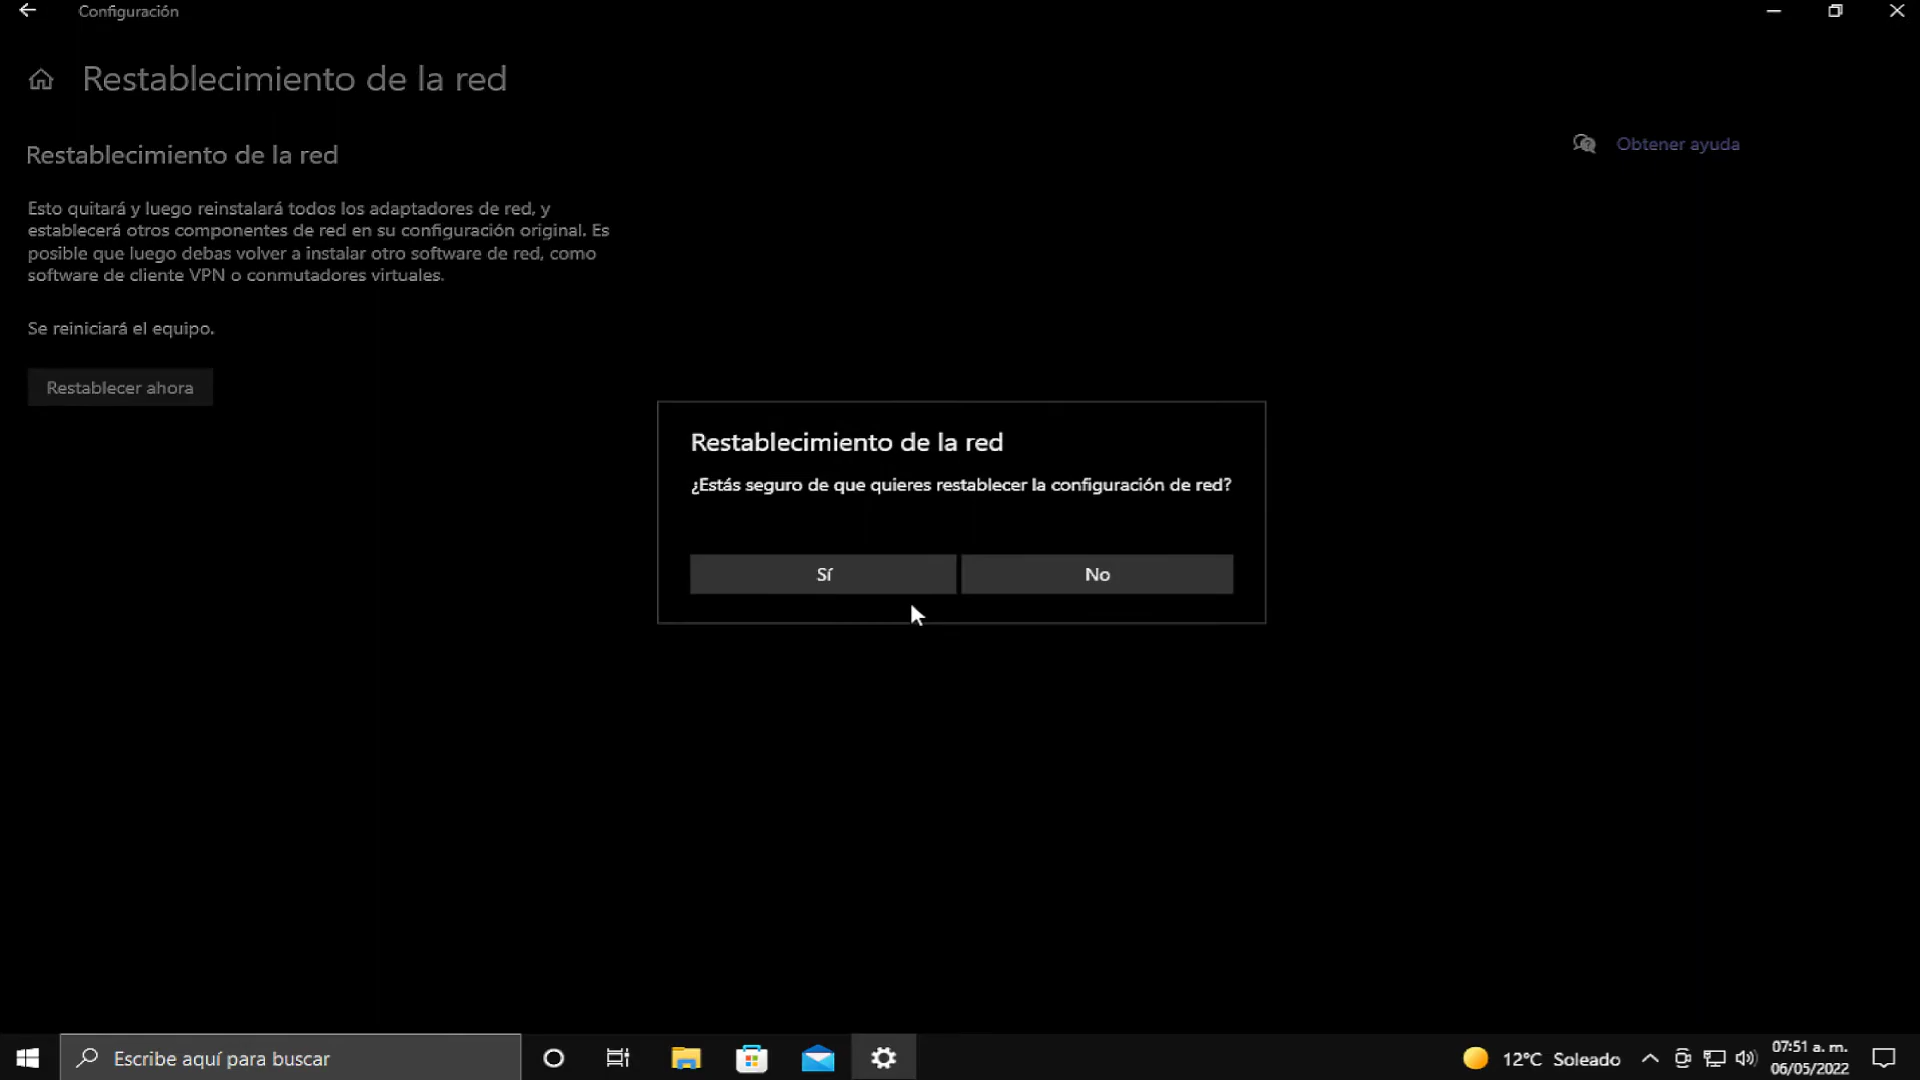 Configuración
Restablecimiento de la red
Restablecimiento de la red
Esto quitará y luego reinstalará todos los adaptadores de red, y
establecerá otros componentes de red en su configuración original. Es
posible que luego debas volver a instalar otro software de red, como
software de cliente VPN o conmutadores virtuales.
Se reiniciará el equipo.
Restablecer ahora
Obtener ayuda
Restablecimiento de la red
¿Estás seguro de que quieres restablecer la configuración de red?
Sí
No
Escribe aquí para buscar
12°C Soleado
07:51 a. m.
06/05/2022